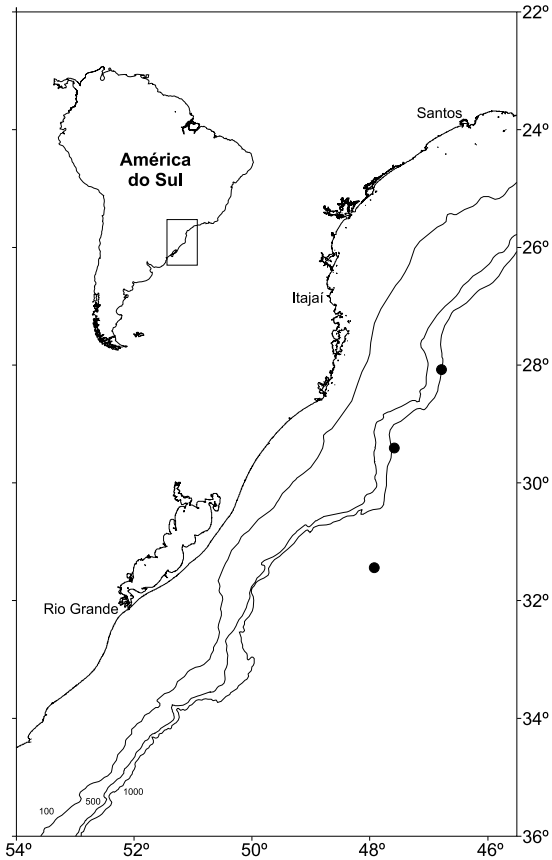 22º
Santos
24º
América
do Sul
26º
Itajaí
28º
30º
Rio Grande
32º
34º
100
500
1000
36º
54º
52º
50º
48º
46º